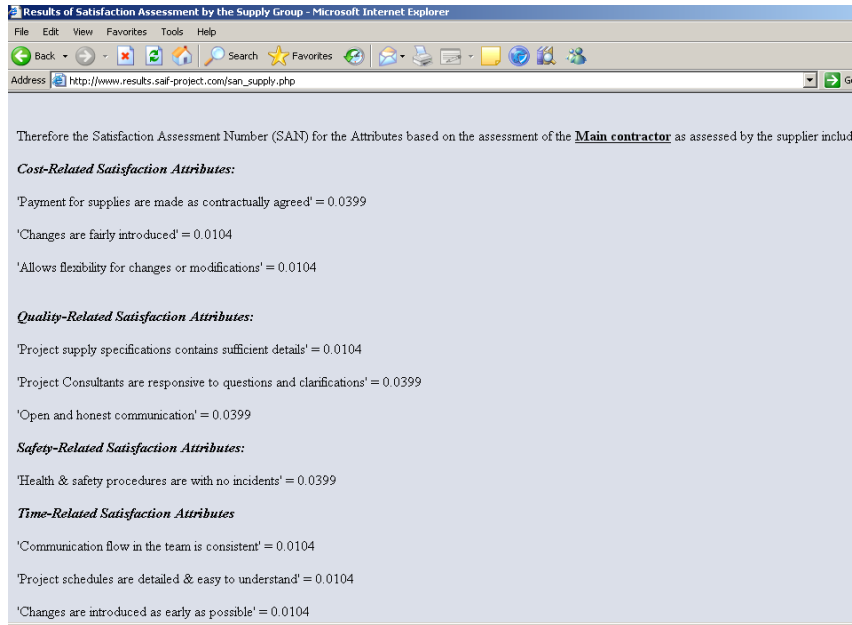 Results of Satisfaction Assessment by the Supply Group - Microsoft Internet Explorer
File Edit View Favorites Tools Help
Back Search Favorites
Address http://www.results.saif-project.com/san_supply.php G
Therefore the Satisfaction Assessment Number (SAN) for the Attributes based on the assessment of the Main contractor as assessed by the supplier includ
Cost-Related Satisfaction Attributes:
'Payment for supplies are made as contractually agreed' = 0.0399
'Changes are fairly introduced' = 0.0104
'Allows flexibility for changes or modifications' = 0.0104
Quality-Related Satisfaction Attributes:
'Project supply specifications contains sufficient details' = 0.0104
'Project Consultants are responsive to questions and clarifications' = 0.0399
'Open and honest communication' = 0.0399
Safety-Related Satisfaction Attributes:
'Health & safety procedures are with no incidents' = 0.0399
Time-Related Satisfaction Attributes
'Communication flow in the team is consistent' = 0.0104
'Project schedules are detailed & easy to understand' = 0.0104
'Changes are introduced as early as possible' = 0.0104